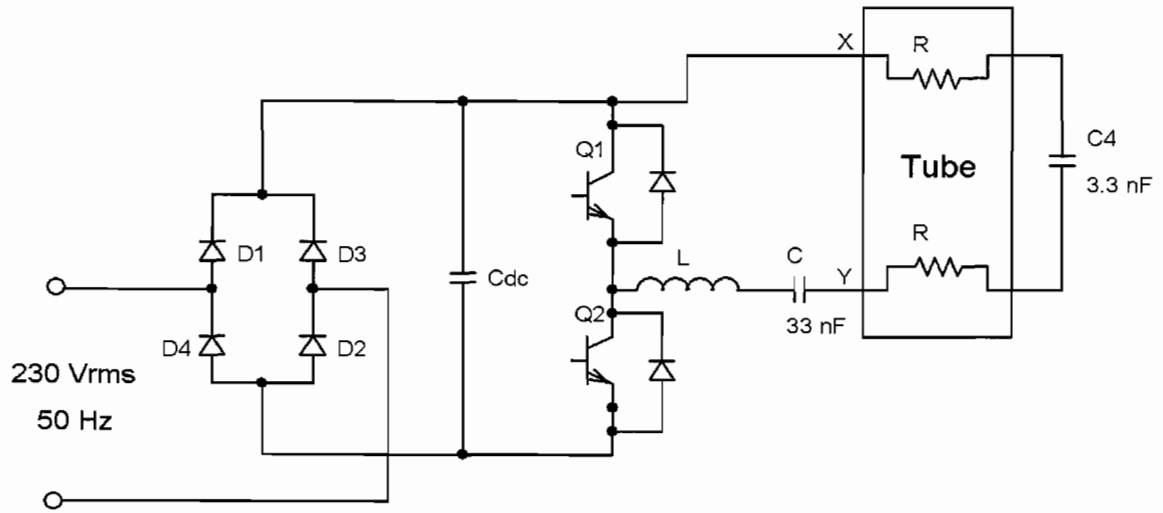 X
R
Q1
C4
Tube
3.3 nF
D1
D3
R
L
C
Y
Cdc
Q2
33 nF
D4
D2
230 Vrms
50 Hz